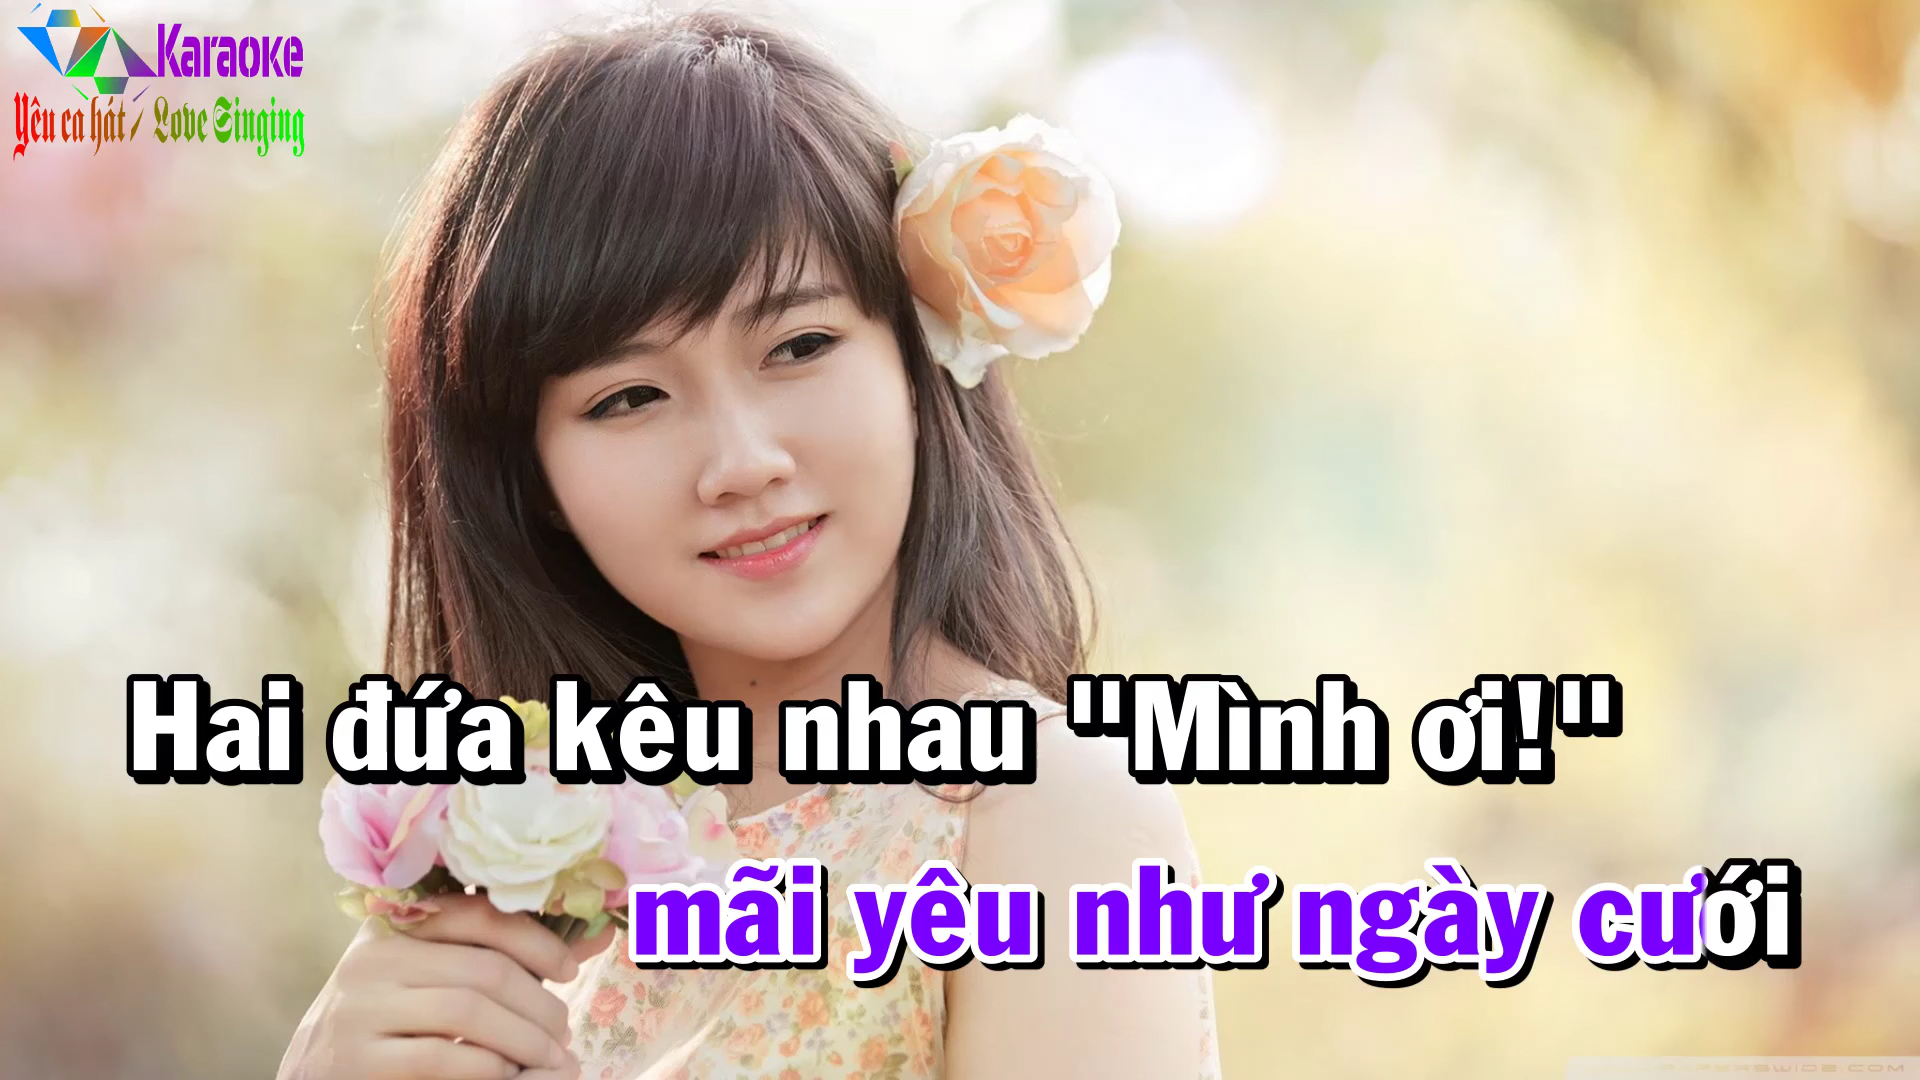 Karaoke
Yêu ca hát / Love Singing
Hai đứa kêu nhau "Mình ơi!"
mãi yêu như ngày cưới